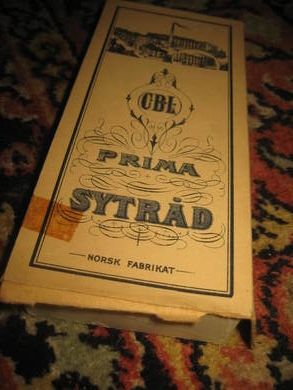 CBL
PRIMA
SYTRÅD
NORSK FABRIKAT